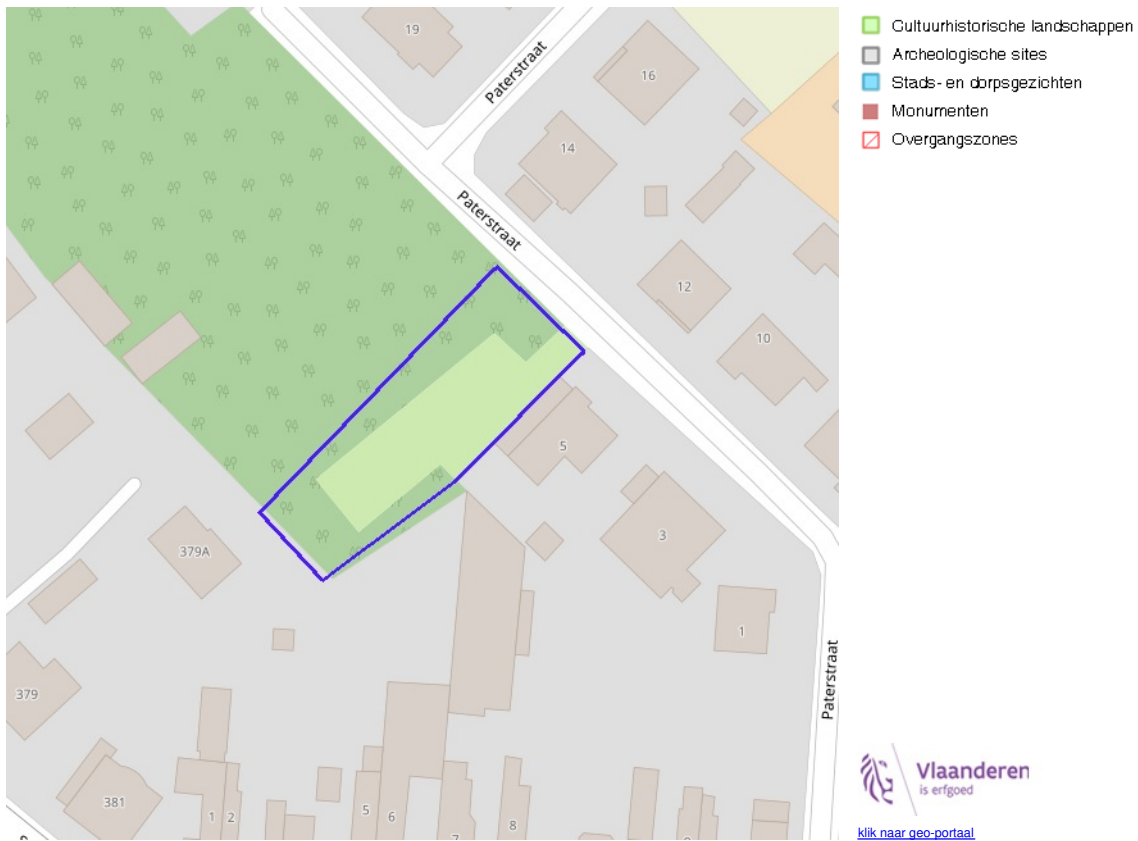 19
Paterstraat
16
14
Paterstraat
12
10
5
3
379A
1
Paterstraat
379
381
1 2
5
6
8
Cultuurhistorische landschappen
Archeologische sites
Stads- en dorpsgezichten
Monumenten
Overgangszones
Vlaanderen
is erfgoed
klik naar geo-portaal